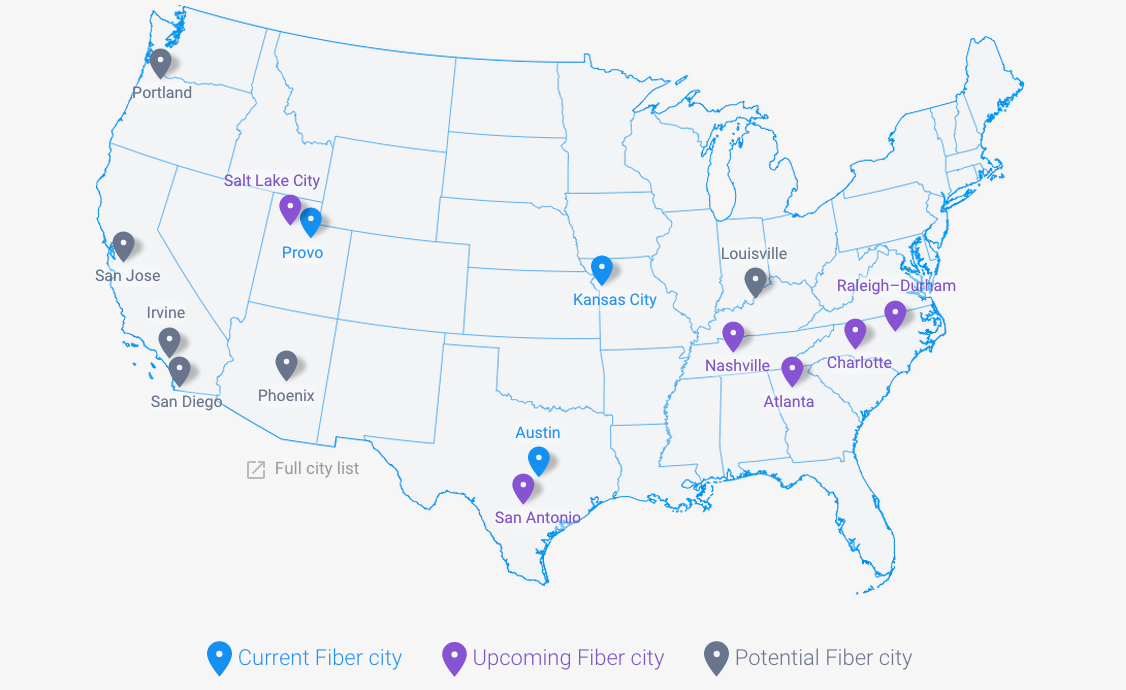 Portland
Salt Lake City
Provo
San Jose
Louisville
Kansas City
Raleigh–Durham
Irvine
Nashville
Charlotte
San Diego
Phoenix
Atlanta
Austin
Full city list
San Antonio
Current Fiber city
Upcoming Fiber city
Potential Fiber city